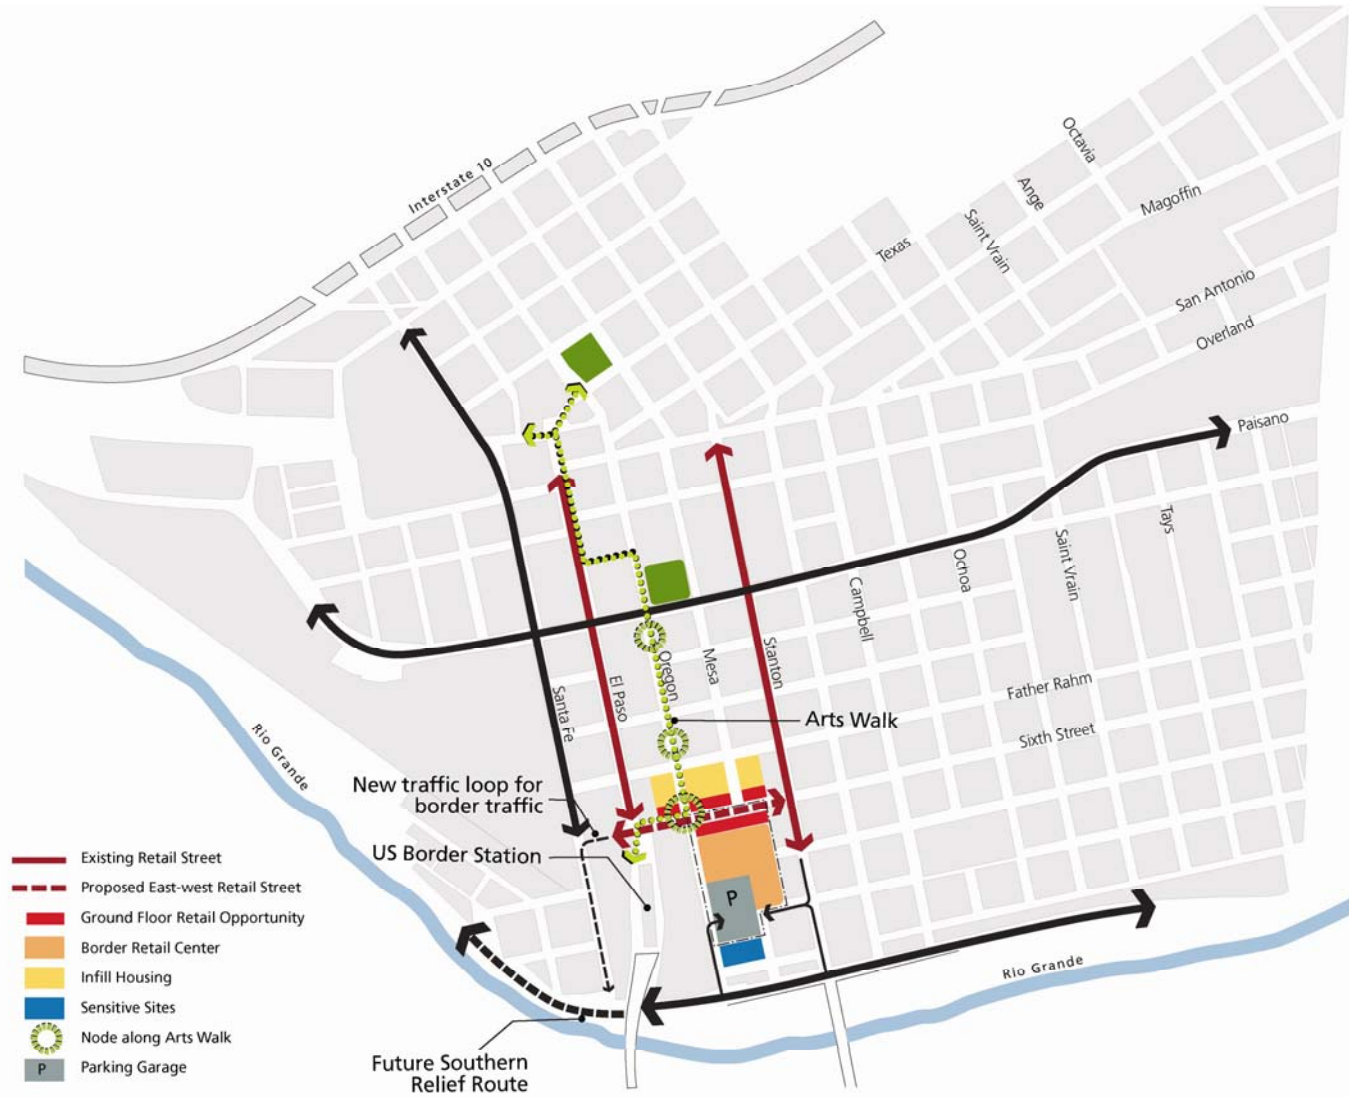 Interstate 10
Octavia
Ange
Magoffin
Saint Vrain
Texas
San Antonio
Overland
Paisano
Tays
Saint Vrain
Ochoa
Campbell
Stanton
Mesa
Oregon
El Paso
Santa Fe
Father Rahm
Sixth Street
Arts Walk
Rio Grande
New traffic loop for
border traffic
US Border Station
P
Rio Grande
Future Southern
Relief Route
Existing Retail Street
Proposed East-west Retail Street
Ground Floor Retail Opportunity
Border Retail Center
Infill Housing
Sensitive Sites
Node along Arts Walk
P Parking Garage